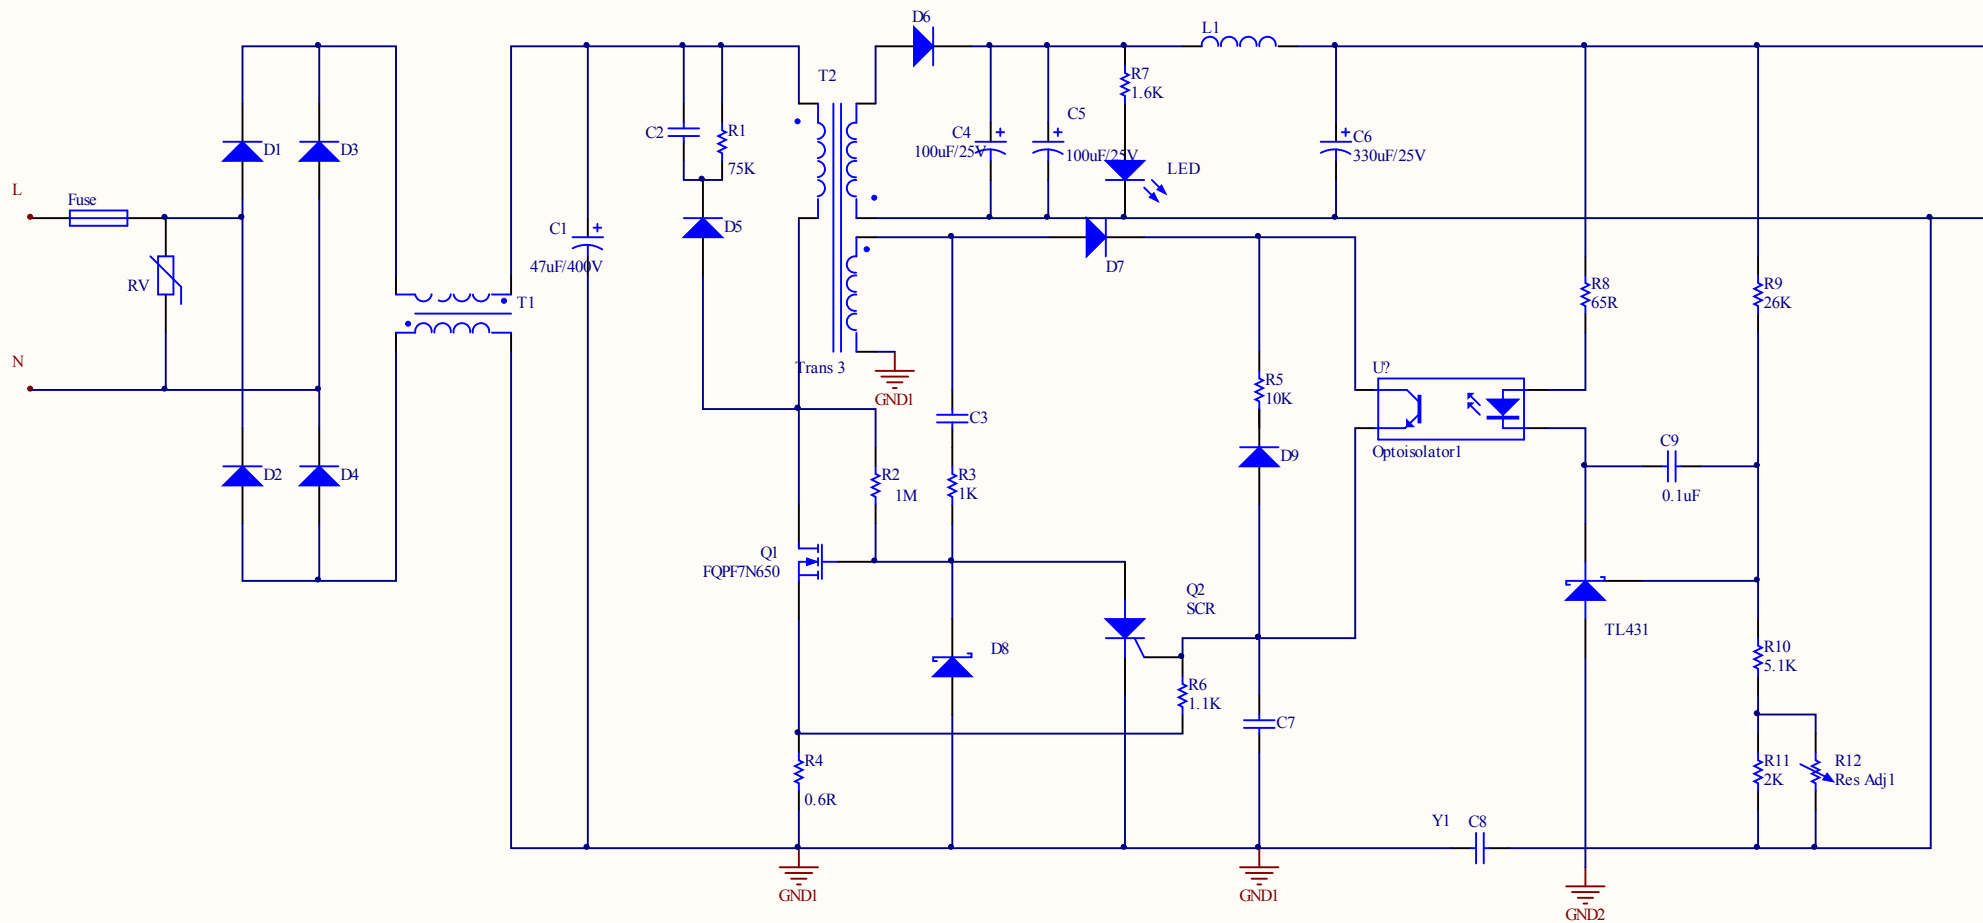 D6
L1
T2
R7
1.6K
C2
R1
75K
C4
100uF/25V
C5
100uF/25V
C6
330uF/25V
LED
D1
D3
L
Fuse
RV
C1
47uF/400V
D5
D7
T1
R8
65R
R9
26K
N
Trans 3
GND1
R5
10K
U?
C3
Optoisolator1
D9
C9
0.1uF
D2
D4
R2
1M
R3
1K
Q1
FQPF7N650
Q2
SCR
TL431
D8
R10
5.1K
R6
1.1K
C7
R4
0.6R
R11
2K
R12
Res Adj1
Y1
C8
GND1
GND1
GND2